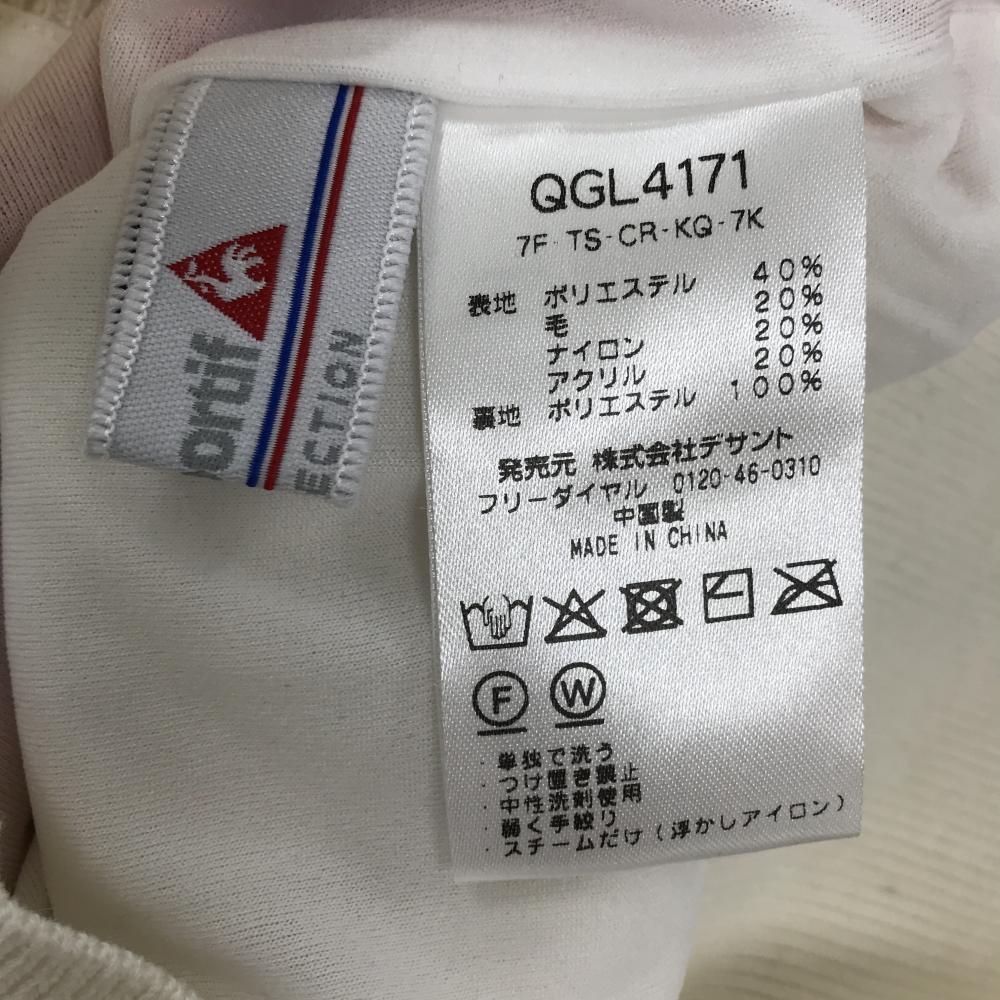 ortif
ECTION
QGL4171
7F-TS-CR-KQ-7K
表地 ポリエステル 40%
毛 20%
ナイロン 20%
アクリル 20%
裏地 ポリエステル 100%
発売元 株式会社デサント
フリーダイヤル 0120-46-0310
中国製
MADE IN CHINA
F W
・単独で洗う
・つけ置き禁止
・中性洗剤使用
・弱く手絞り
・スチームだけ(浮かしアイロン)